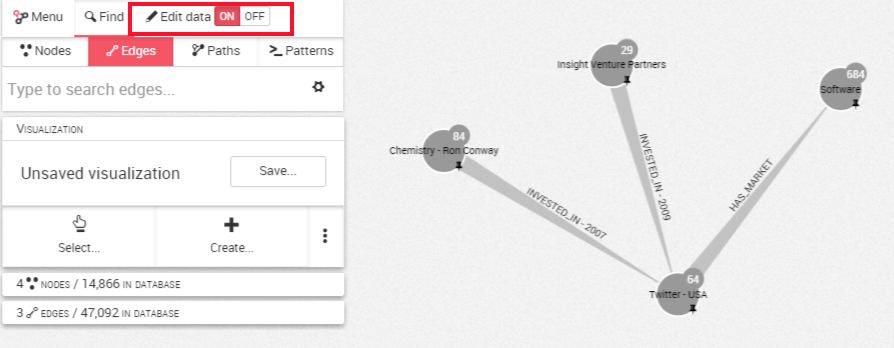 Menu Find Edit data ON OFF
Nodes Edges Paths Patterns
Type to search edges...
VISUALIZATION
Unsaved visualization Save...
Select... Create...
4 NODES / 14,866 IN DATABASE
3 EDGES / 47,092 IN DATABASE
29
Insight Venture Partners
684
Software
84
Chemistry - Ron Conway
INVESTED_IN - 2007
INVESTED_IN - 2009
HAS_MARKET
64
Twitter - USA